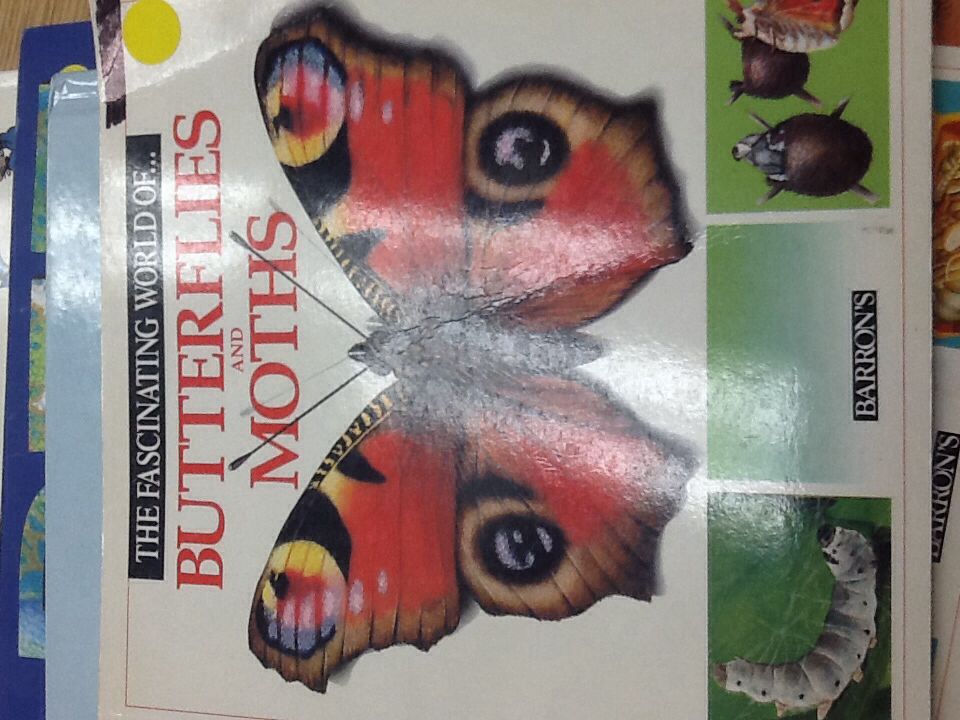 THE FASCINATING WORLD OF...
BUTTERFLIES
AND
MOTHS
BARRON'S
BARRON'S